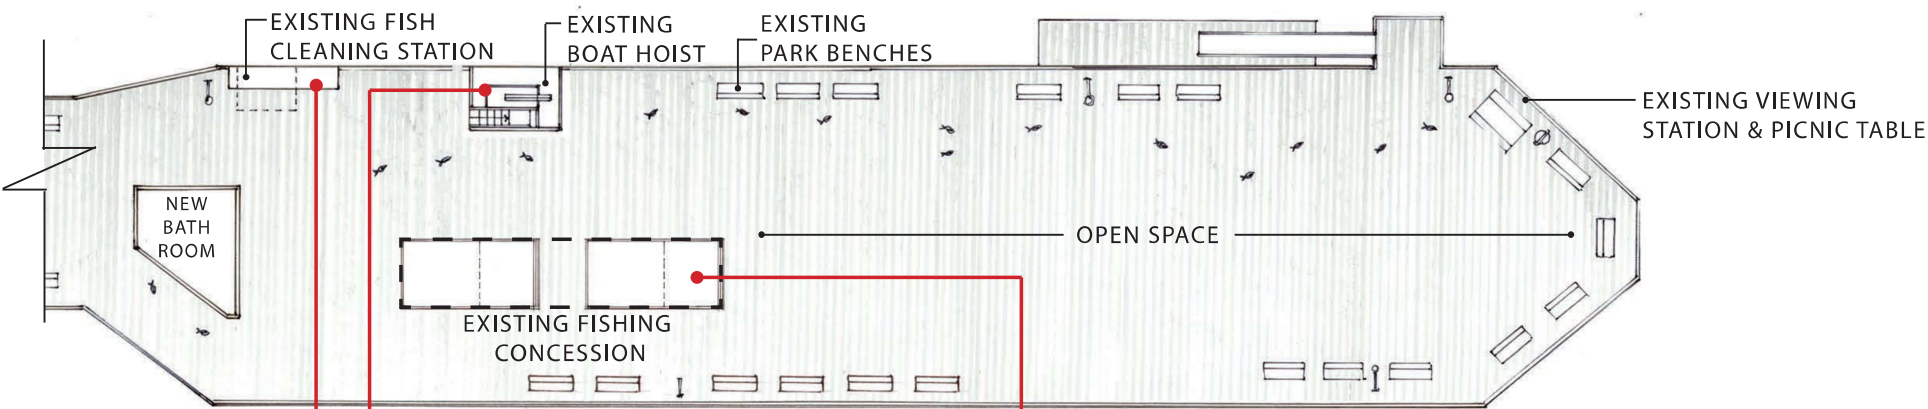 EXISTING FISH
CLEANING STATION
EXISTING
BOAT HOIST
EXISTING
PARK BENCHES
EXISTING VIEWING
STATION & PICNIC TABLE
NEW
BATH
ROOM
OPEN SPACE
EXISTING FISHING
CONCESSION